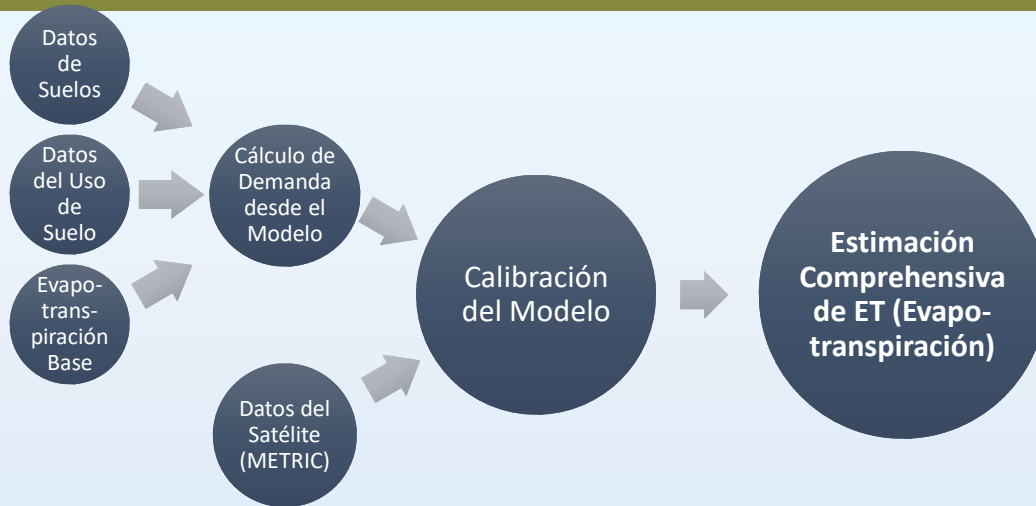 Datos
de
Suelos
Datos
del Uso
de
Suelo
Evapo-
trans-
piración
Base
Cálculo de
Demanda
desde el
Modelo
Datos del
Satélite
(METRIC)
Calibración
del Modelo
Estimación
Comprehensiva
de ET (Evapo-
transpiración)